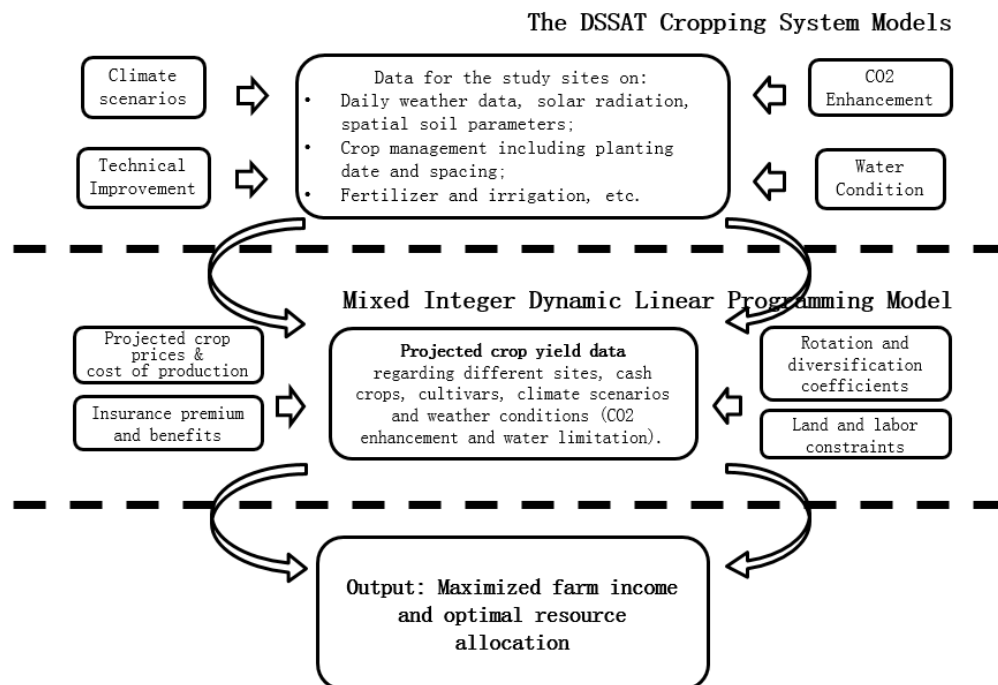 The DSSAT Cropping System Models
Climate
scenarios
Technical
Improvement
Data for the study sites on:
• Daily weather data, solar radiation,
spatial soil parameters;
• Crop management including planting
date and spacing;
• Fertilizer and irrigation, etc.
CO2
Enhancement
Water
Condition
Mixed Integer Dynamic Linear Programming Model
Projected crop
prices &
cost of production
Insurance premium
and benefits
Projected crop yield data
regarding different sites, cash
crops, cultivars, climate scenarios
and weather conditions (CO2
enhancement and water limitation).
Rotation and
diversification
coefficients
Land and labor
constraints
Output: Maximized farm income
and optimal resource
allocation